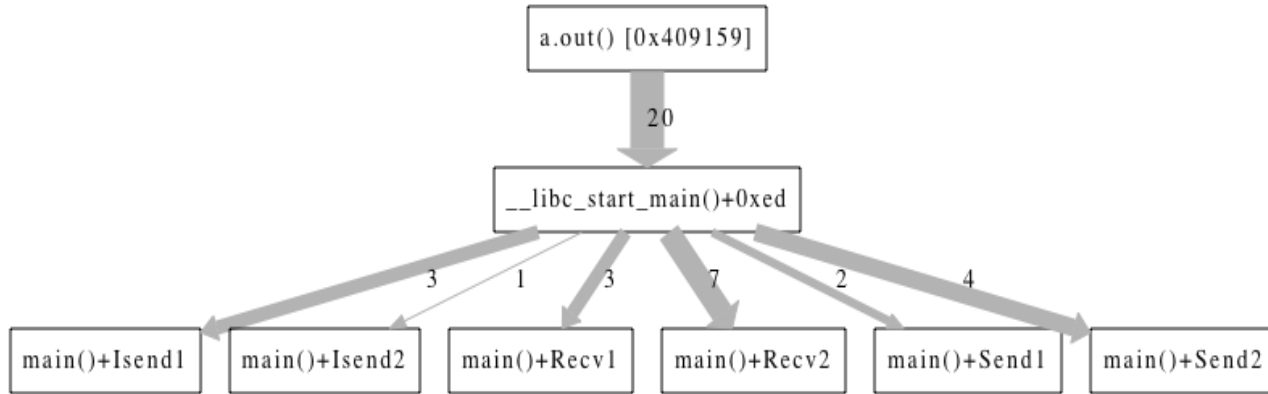 a.out() [0x409159]
20
__libc_start_main()+0xed
3 1 3 7 2 4
main()+Isend1 main()+Isend2 main()+Recv1 main()+Recv2 main()+Send1 main()+Send2